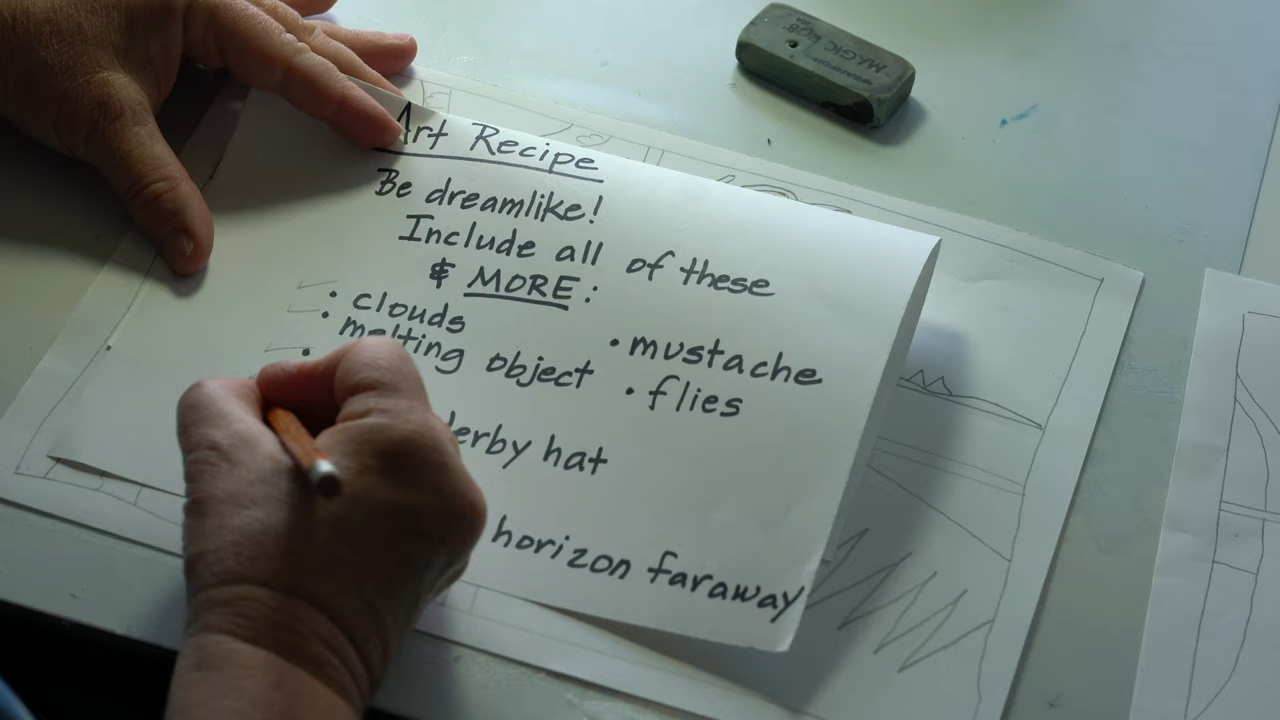 Art Recipe
Be dreamlike!
Include all of these
& MORE:
• clouds
• melting object
• derby hat
horizon faraway
• mustache
• flies
MAGIC RUB